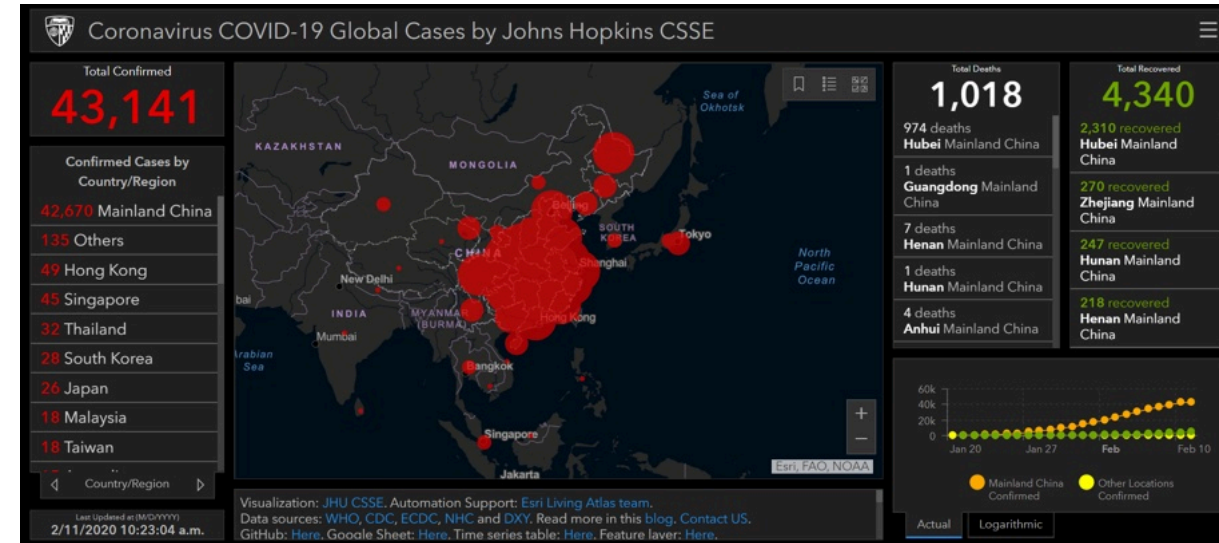 Coronavirus COVID-19 Global Cases by Johns Hopkins CSSE
Total Confirmed
43,141
Confirmed Cases by
Country/Region
42,670 Mainland China
135 Others
49 Hong Kong
45 Singapore
32 Thailand
28 South Korea
26 Japan
18 Malaysia
18 Taiwan
Country/Region
Last Updated at (M/D/YYYY)
2/11/2020 10:23:04 a.m.
Sea of
Okhotsk
KAZAKHSTAN
MONGOLIA
Beijing
SOUTH
KOREA
Tokyo
CHINA
Shanghai
North
Pacific
Ocean
New Delhi
bai
INDIA
MYANMAR
(BURMA)
Hong Kong
Mumbai
Arabian
Sea
Bangkok
Singapore
Jakarta
+
−
Esri, FAO, NOAA
Visualization: JHU CSSE. Automation Support: Esri Living Atlas team.
Data sources: WHO, CDC, ECDC, NHC and DXY. Read more in this blog. Contact US.
GitHub: Here. Google Sheet: Here. Time series table: Here. Feature layer: Here.
Total Deaths
1,018
974 deaths
Hubei Mainland China
1 deaths
Guangdong Mainland
China
7 deaths
Henan Mainland China
1 deaths
Hunan Mainland China
4 deaths
Anhui Mainland China
Total Recovered
4,340
2,310 recovered
Hubei Mainland
China
270 recovered
Zhejiang Mainland
China
247 recovered
Hunan Mainland
China
218 recovered
Henan Mainland
China
60k
40k
20k
0
Jan 20 Jan 27 Feb Feb 10
Mainland China
Confirmed
Other Locations
Confirmed
Actual Logarithmic